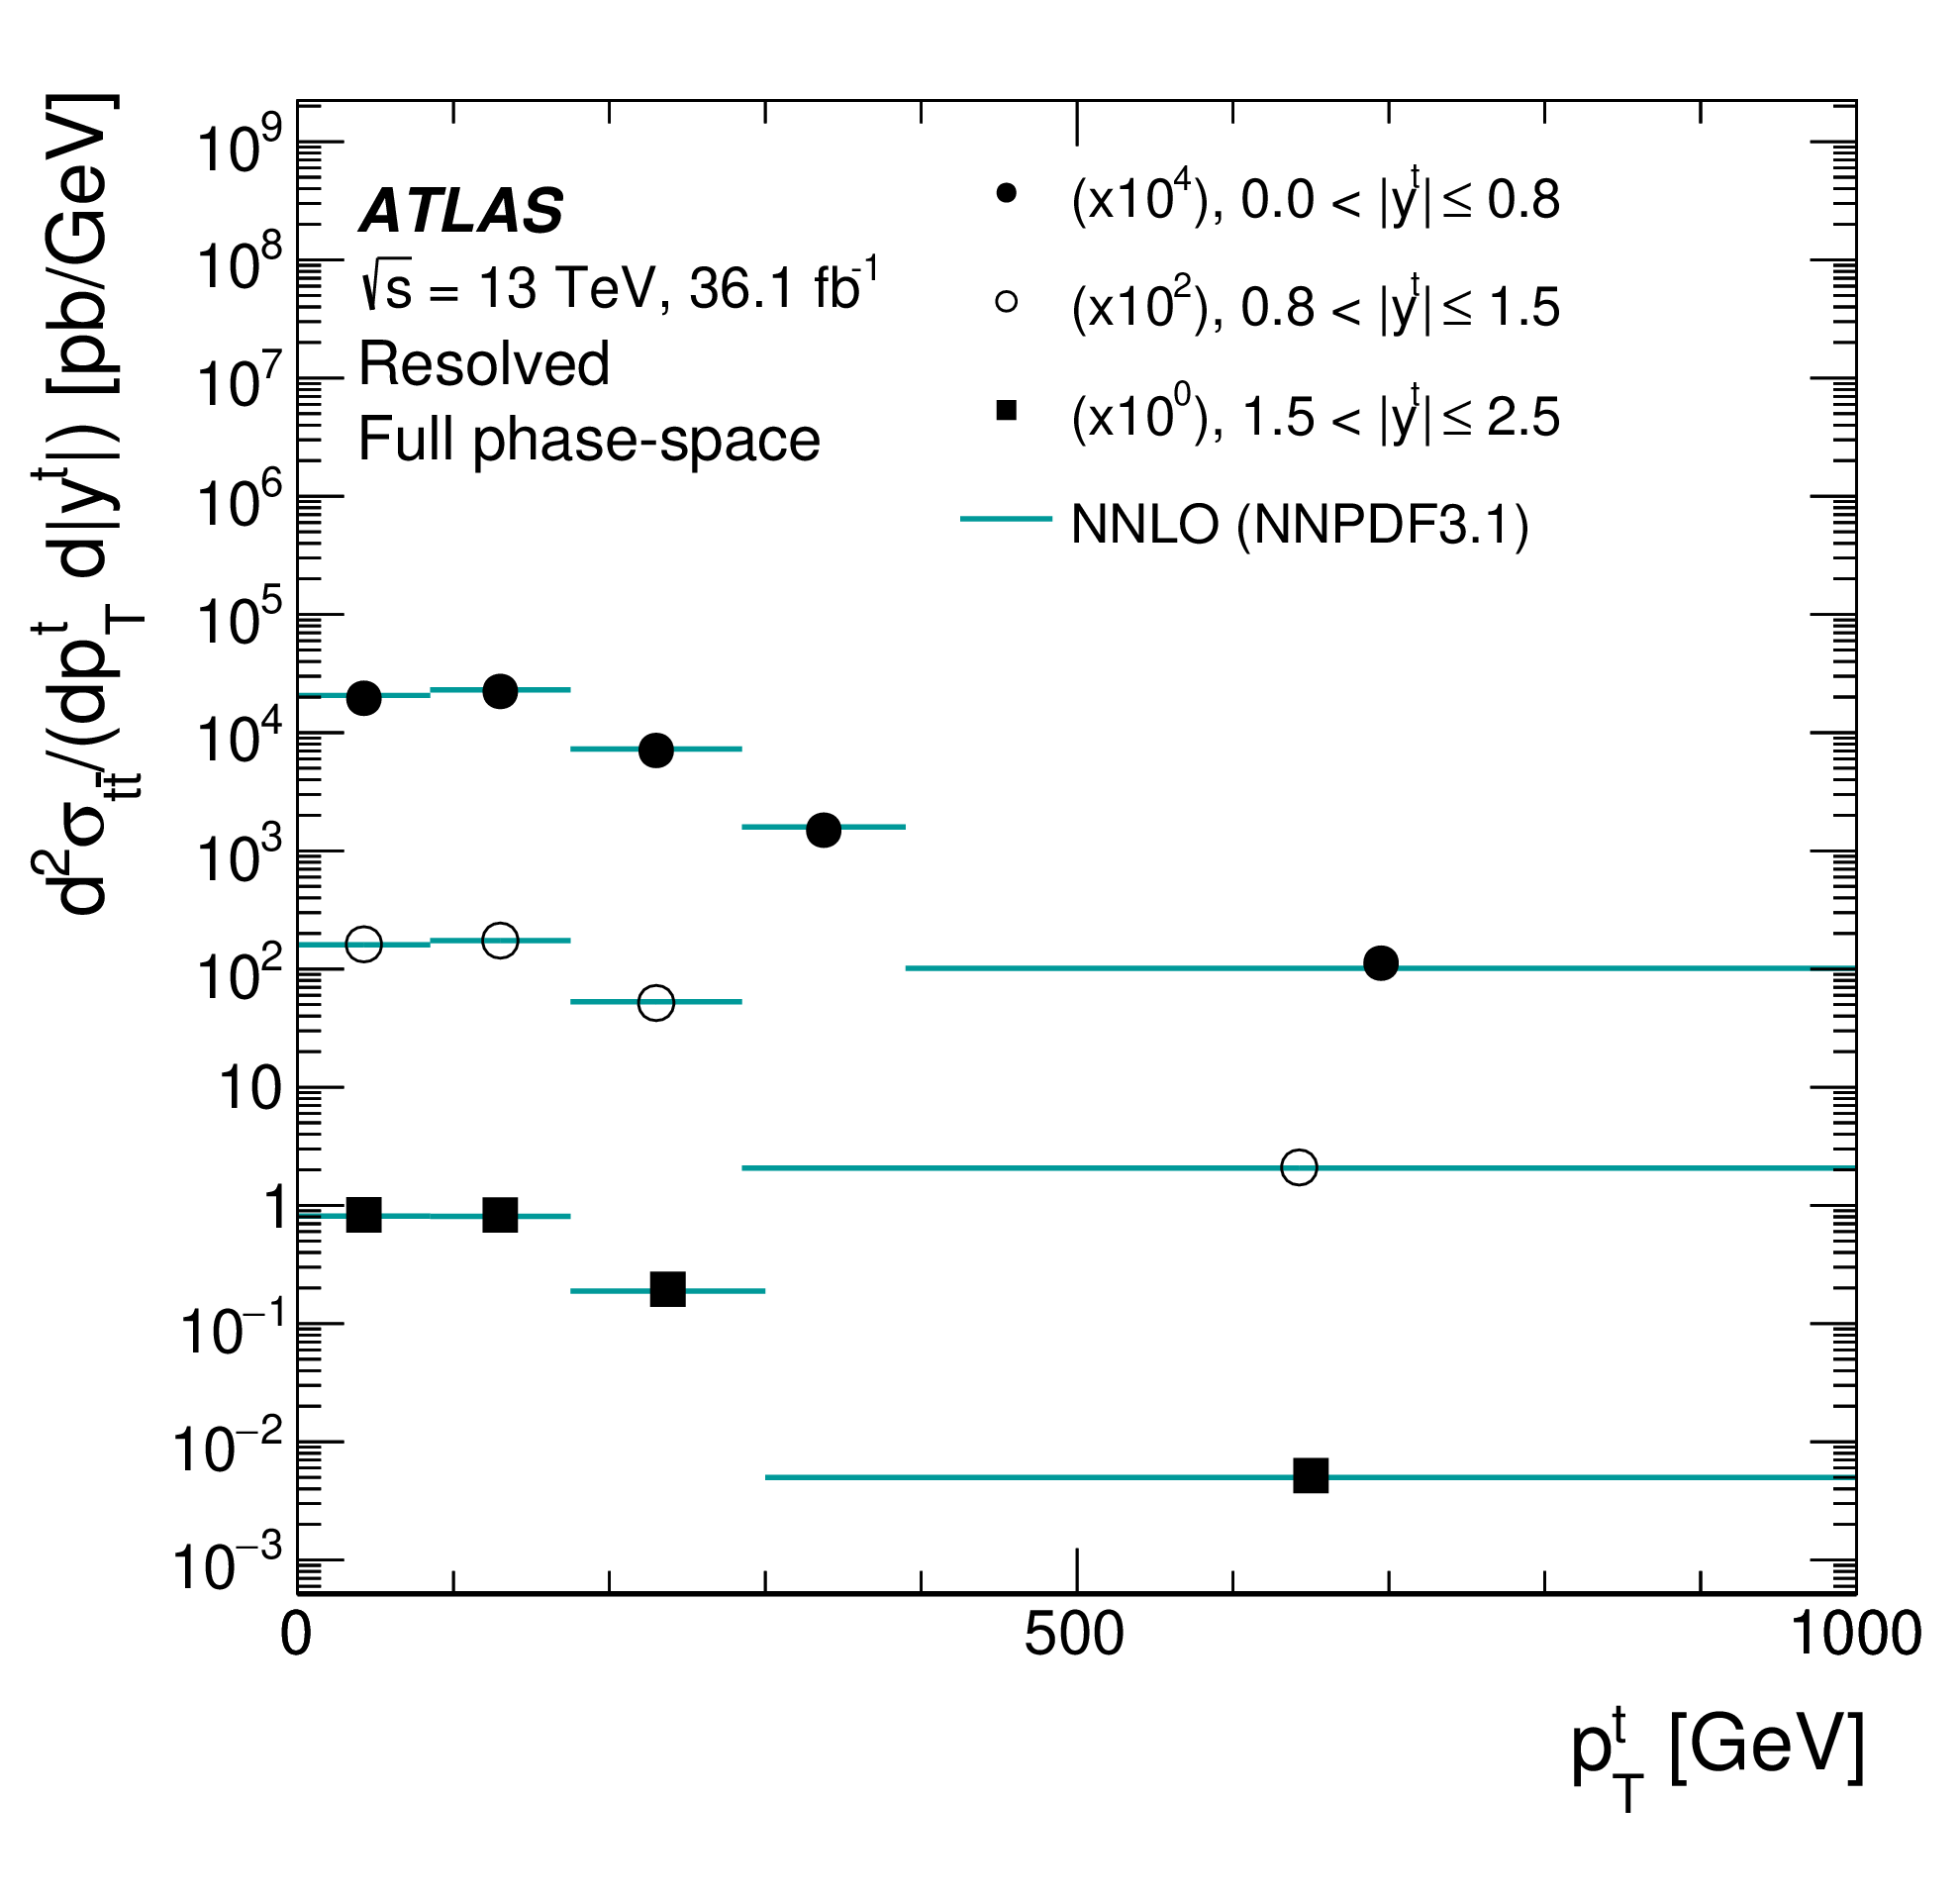 ATLAS
√s = 13 TeV, 36.1 fb⁻¹
Resolved
Full phase-space
(x10⁴), 0.0 < |yᵗ| ≤ 0.8
(x10²), 0.8 < |yᵗ| ≤ 1.5
(x10⁰), 1.5 < |yᵗ| ≤ 2.5
NNLO (NNPDF3.1)
d²σ_tt̄/(dp_Tᵗ d|yᵗ|) [pb/GeV]
10⁹
10⁸
10⁷
10⁶
10⁵
10⁴
10³
10²
10
1
10⁻¹
10⁻²
10⁻³
0 500 1000
p_Tᵗ [GeV]